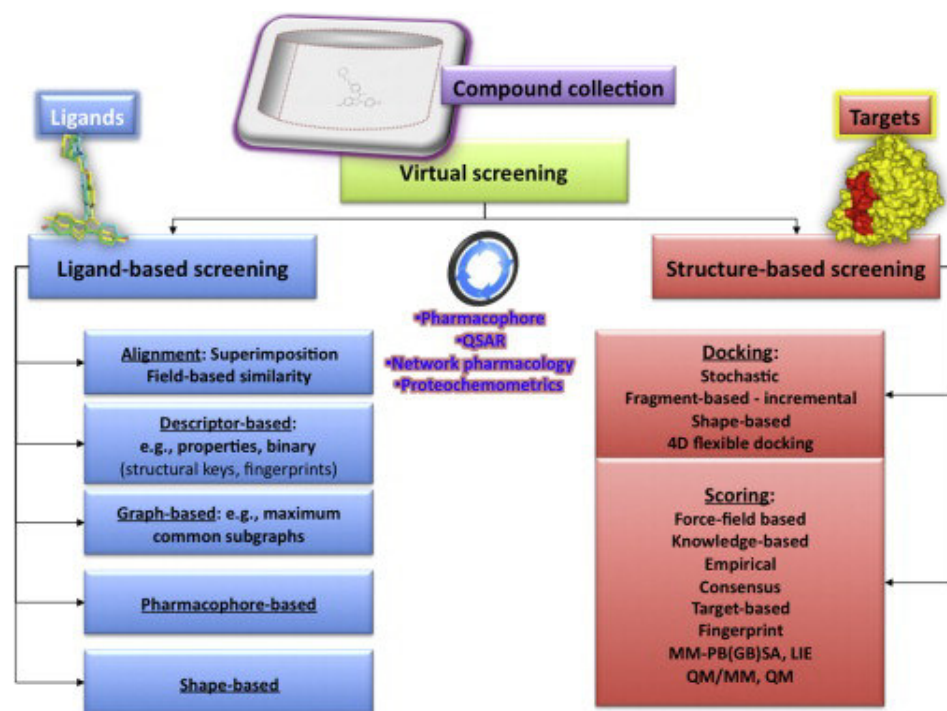 Compound collection
Ligands
Targets
Virtual screening
Ligand-based screening
Structure-based screening
•Pharmacophore
•QSAR
•Network pharmacology
•Proteochemometrics
Alignment: Superimposition
Field-based similarity
Descriptor-based:
e.g., properties, binary
(structural keys, fingerprints)
Graph-based: e.g., maximum
common subgraphs
Pharmacophore-based
Shape-based
Docking:
Stochastic
Fragment-based - incremental
Shape-based
4D flexible docking
Scoring:
Force-field based
Knowledge-based
Empirical
Consensus
Target-based
Fingerprint
MM-PB(GB)SA, LIE
QM/MM, QM